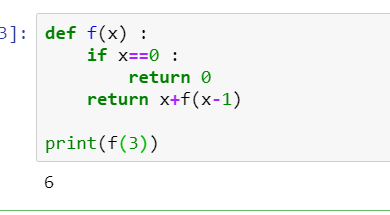 3]: def f(x) :
    if x==0 :
        return 0
    return x+f(x-1)

print(f(3))
6